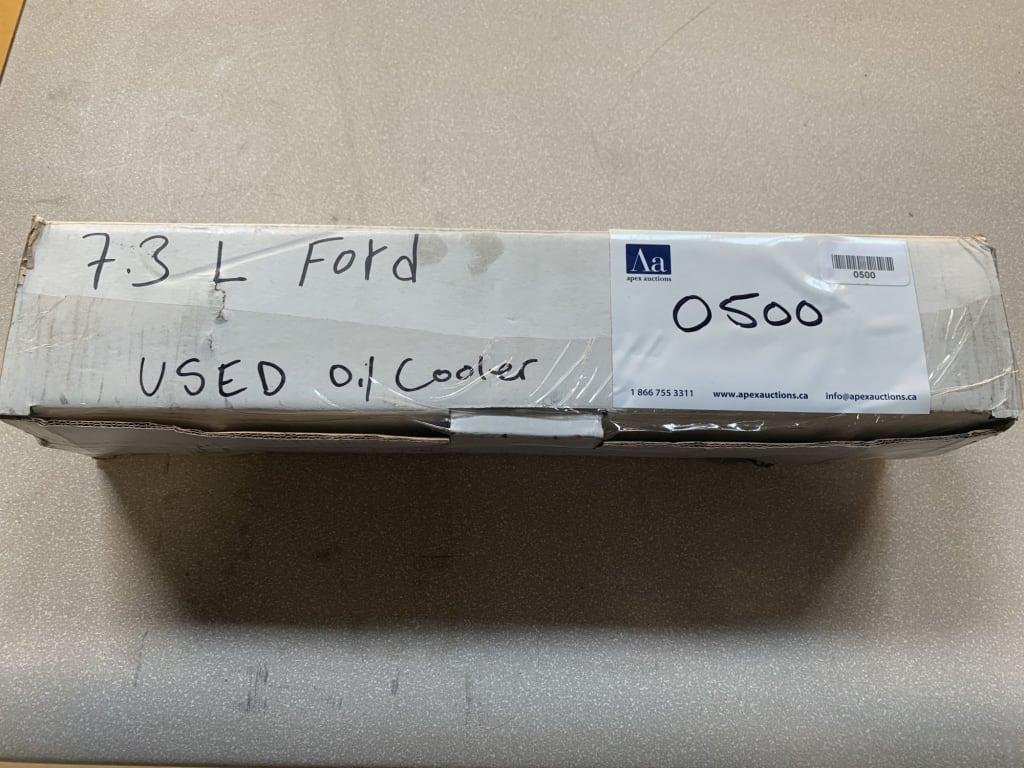 7.3 L Ford
USED Oil Cooler
Aa
apex auctions
0500
0500
1 866 755 3311 www.apexauctions.ca info@apexauctions.ca